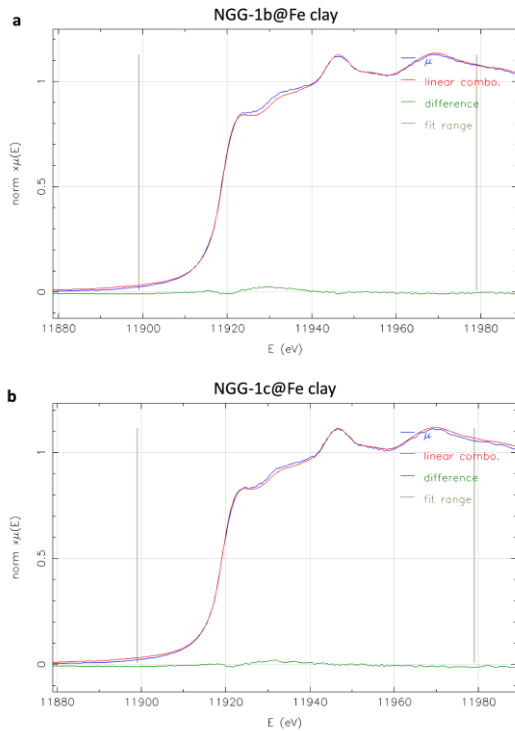 a
NGG-1b@Fe clay
norm xμ(E)
1
0.5
0
μ
linear combo.
difference
fit range
11880 11900 11920 11940 11960 11980
E (eV)
b
NGG-1c@Fe clay
norm xμ(E)
1
0.5
0
μ
linear combo.
difference
fit range
11880 11900 11920 11940 11960 11980
E (eV)